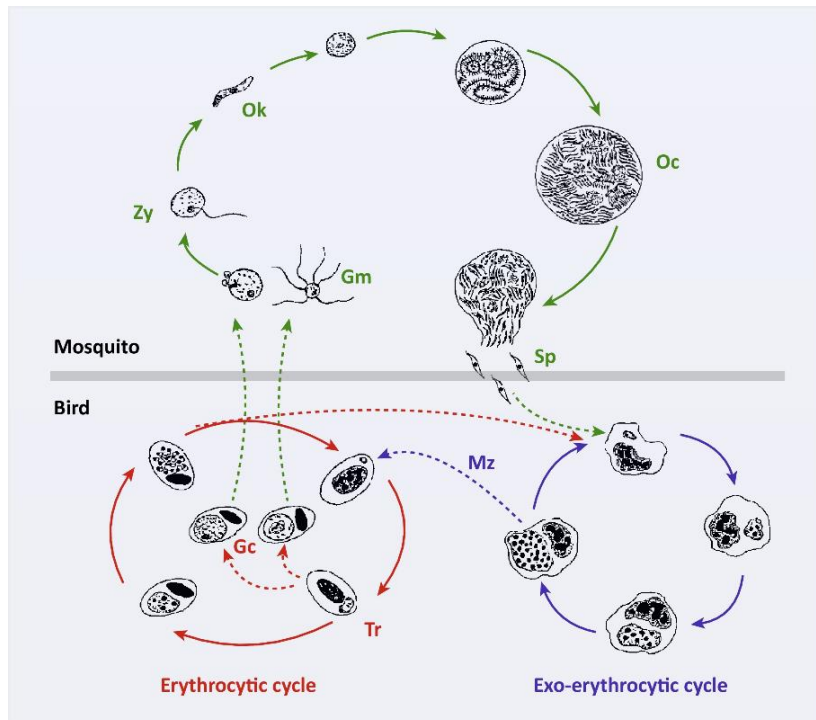 Ok
Oc
Zy
Gm
Sp
Mosquito
Bird
Mz
Gc
Tr
Erythrocytic cycle
Exo-erythrocytic cycle